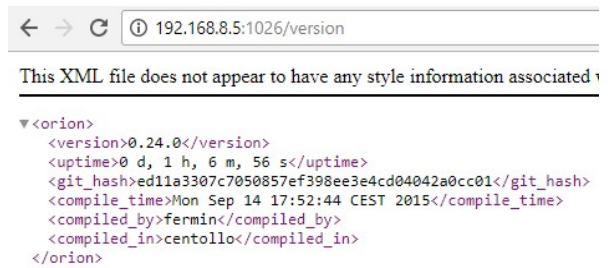 192.168.8.5:1026/version
This XML file does not appear to have any style information associated
<orion>
<version>0.24.0</version>
<uptime>0 d, 1 h, 6 m, 56 s</uptime>
<git_hash>ed11a3307c7050857ef398ee3e4cd04042a0cc01</git_hash>
<compile_time>Mon Sep 14 17:52:44 CEST 2015</compile_time>
<compiled_by>fermin</compiled_by>
<compiled_in>centollo</compiled_in>
</orion>